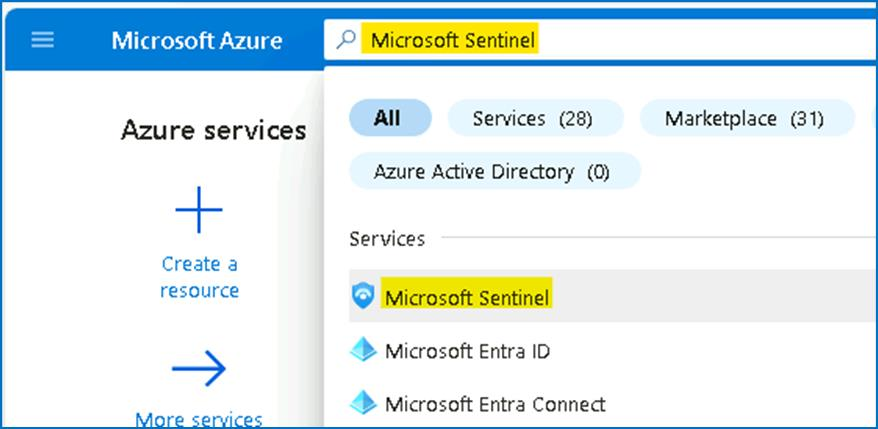 Microsoft Azure
Microsoft Sentinel
Azure services
Create a
resource
More services
All
Services (28)
Marketplace (31)
Azure Active Directory (0)
Services
Microsoft Sentinel
Microsoft Entra ID
Microsoft Entra Connect